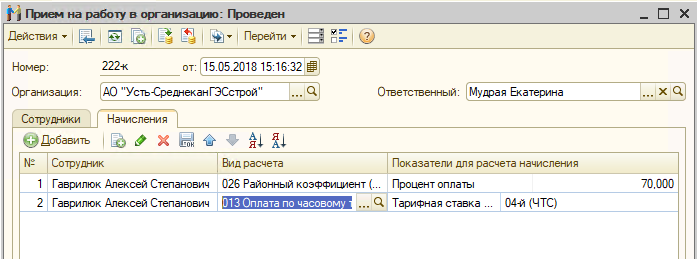 Прием на работу в организацию: Проведен
Действия Перейти
Номер: 222-к от: 15.05.2018 15:16:32
Организация: АО "Усть-СреднеканГЭСстрой" ... Ответственный: Мудрая Екатерина ...
Сотрудники Начисления
Добавить
№ Сотрудник Вид расчета Показатели для расчета начисления
1 Гаврилюк Алексей Степанович 026 Районный коэффициент (... Процент оплаты 70,000
2 Гаврилюк Алексей Степанович 013 Оплата по часовому ... Тарифная ставка ... 04-й (ЧТС)